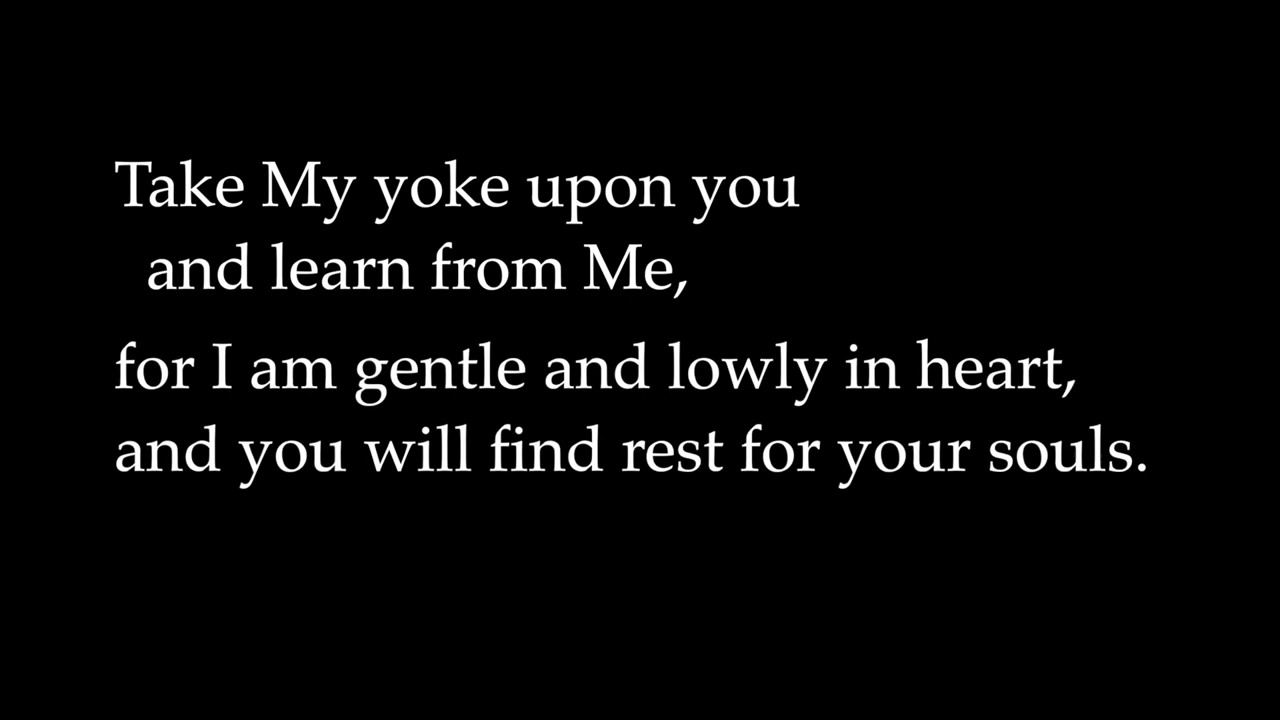 Take My yoke upon you
and learn from Me,
for I am gentle and lowly in heart,
and you will find rest for your souls.